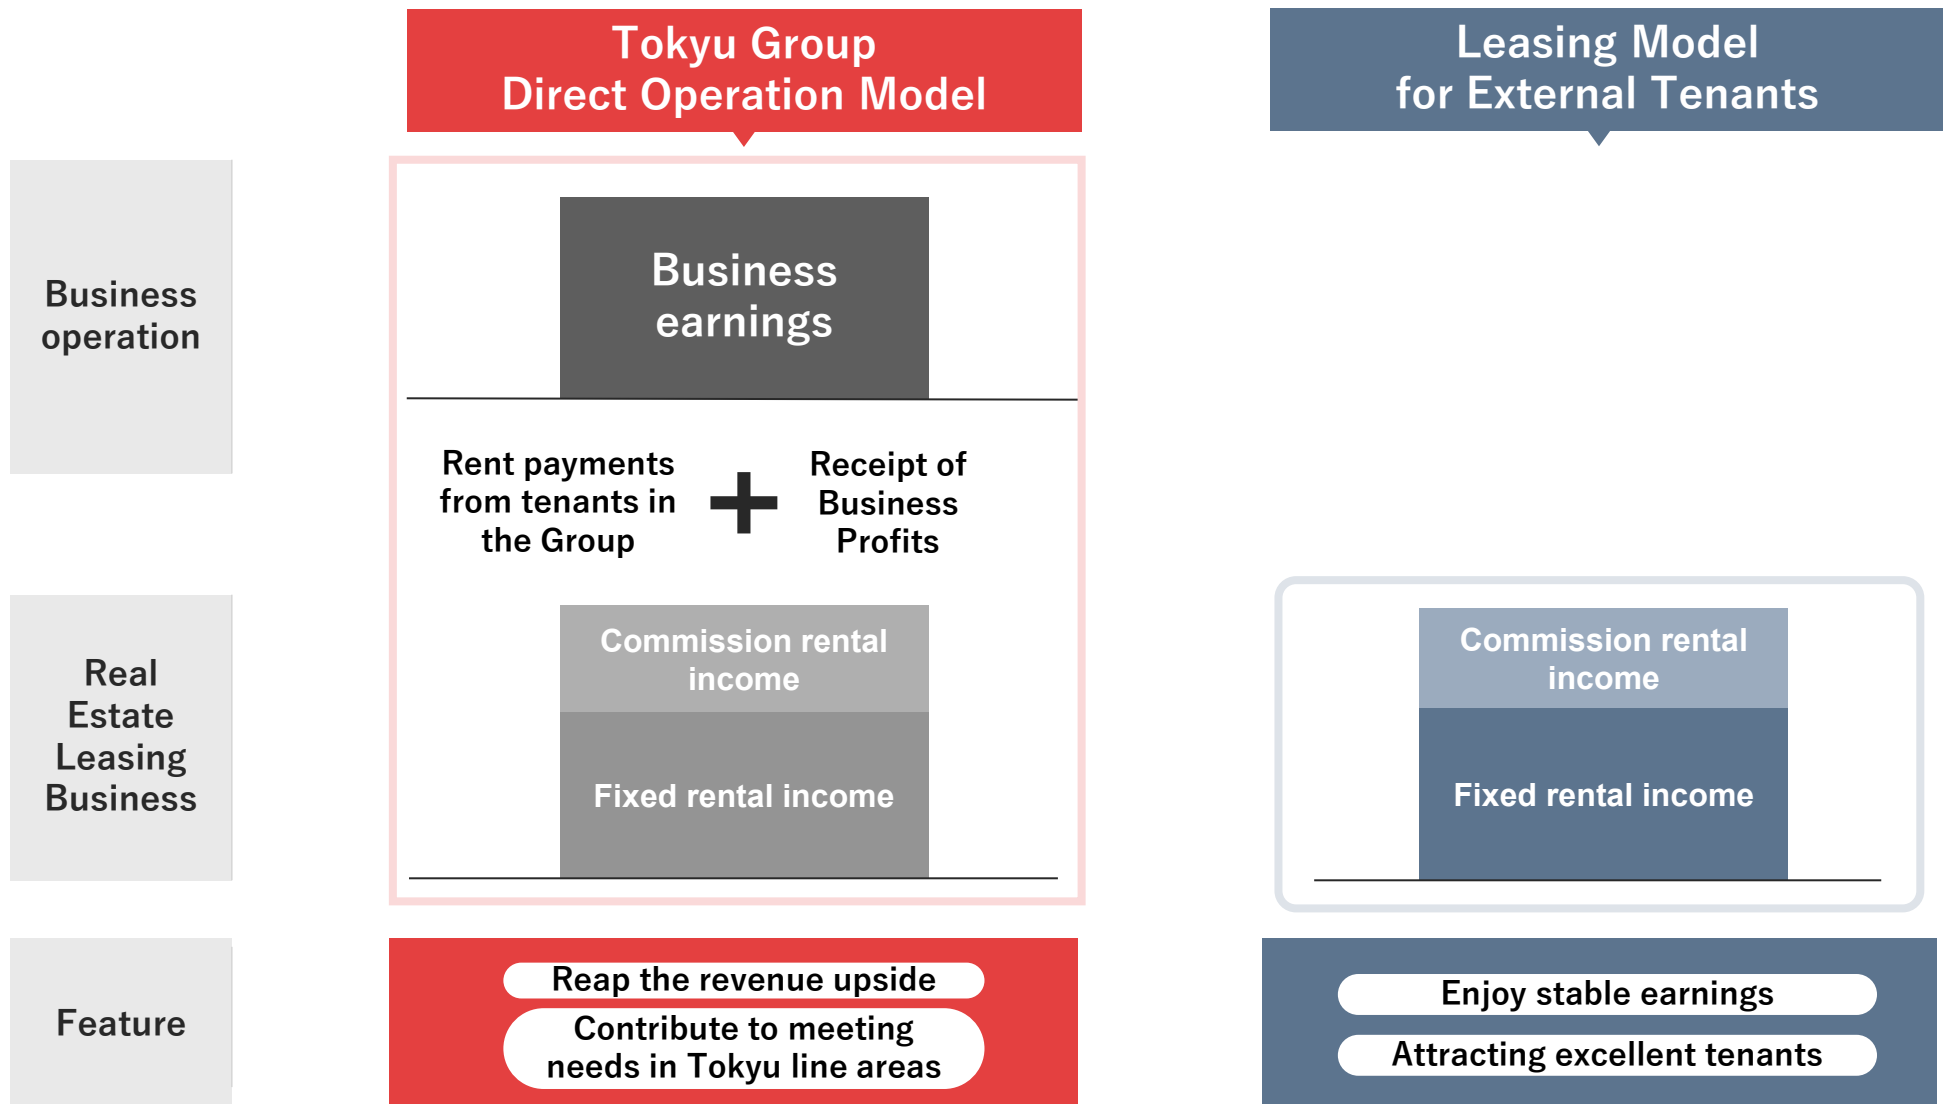 Tokyu Group
Direct Operation Model
Leasing Model
for External Tenants
Business
operation
Business
earnings
Rent payments
from tenants in
the Group
Receipt of
Business
Profits
Real
Estate
Leasing
Business
Commission rental
income
Fixed rental income
Commission rental
income
Fixed rental income
Feature
Reap the revenue upside
Contribute to meeting
needs in Tokyu line areas
Enjoy stable earnings
Attracting excellent tenants